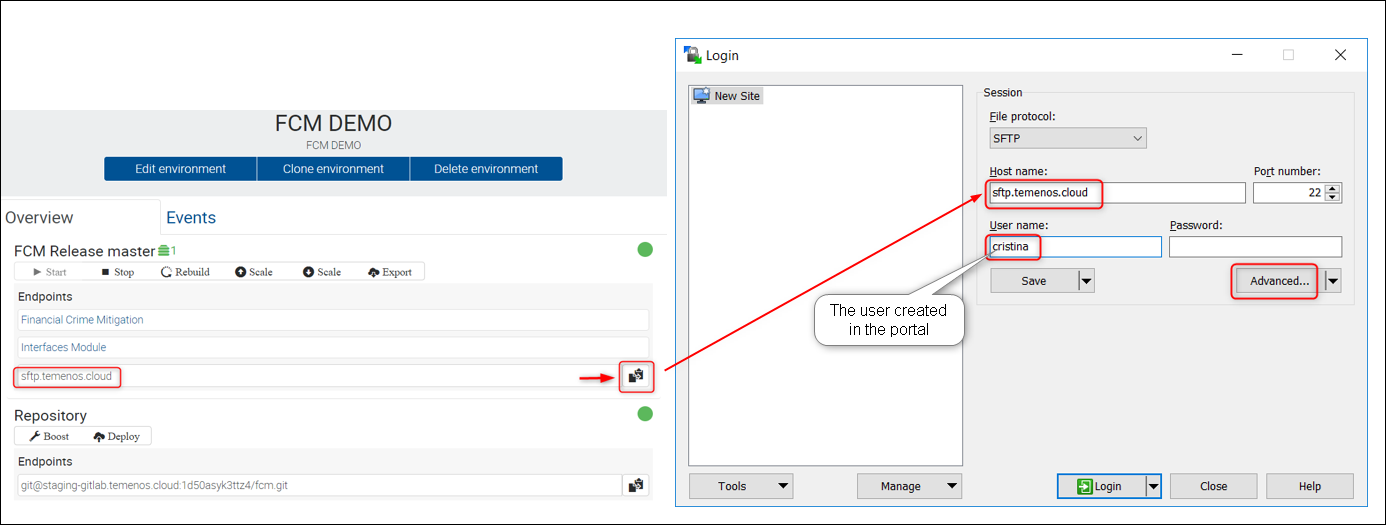 FCM DEMO
FCM DEMO
Edit environment Clone environment Delete environment
Overview Events
FCM Release master 1
Start Stop Rebuild Scale Scale Export
Endpoints
Financial Crime Mitigation
Interfaces Module
sftp.temenos.cloud
Repository
Boost Deploy
Endpoints
git@staging-gitlab.temenos.cloud:1d50asyk3ttz4/fcm.git
Login
New Site
Session
File protocol:
SFTP
Host name: Port number:
sftp.temenos.cloud 22
User name: Password:
cristina
Save Advanced...
The user created
in the portal
Tools Manage Login Close Help